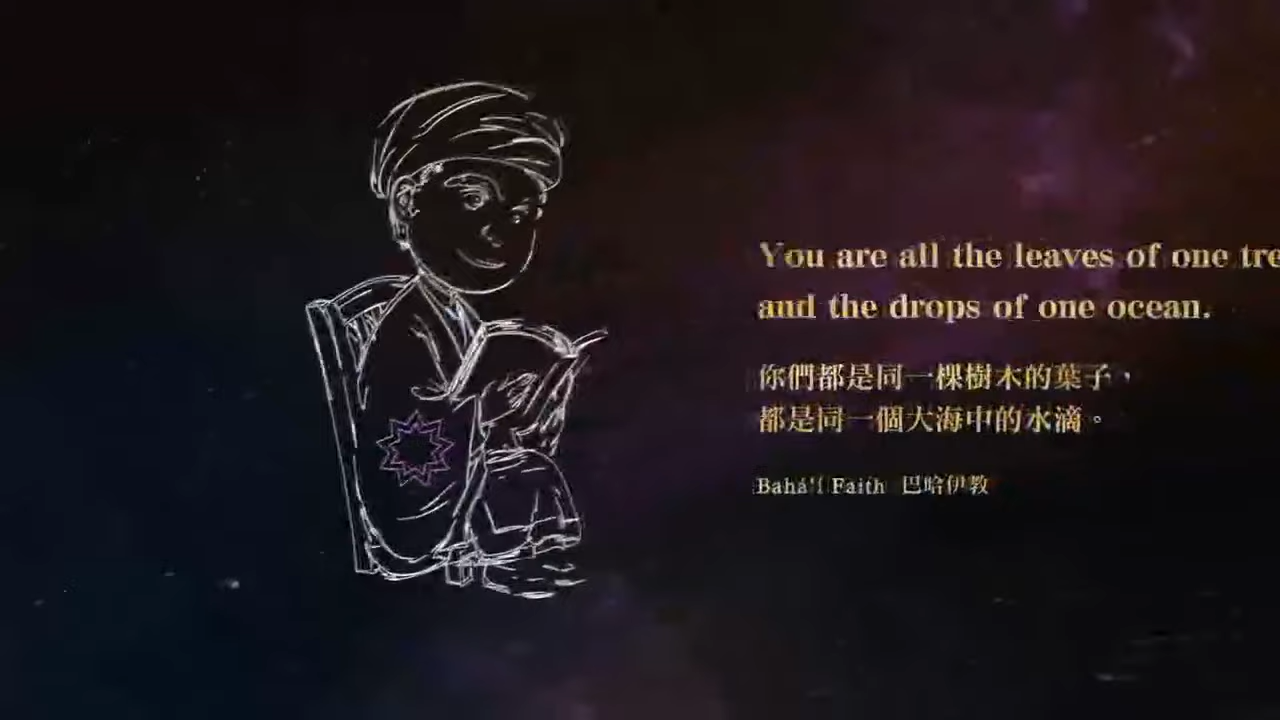 You are all the leaves of one tre
and the drops of one ocean.
你們都是同一棵樹木的葉子，
都是同一個大海中的水滴。
Bahá'í Faith 巴哈伊教